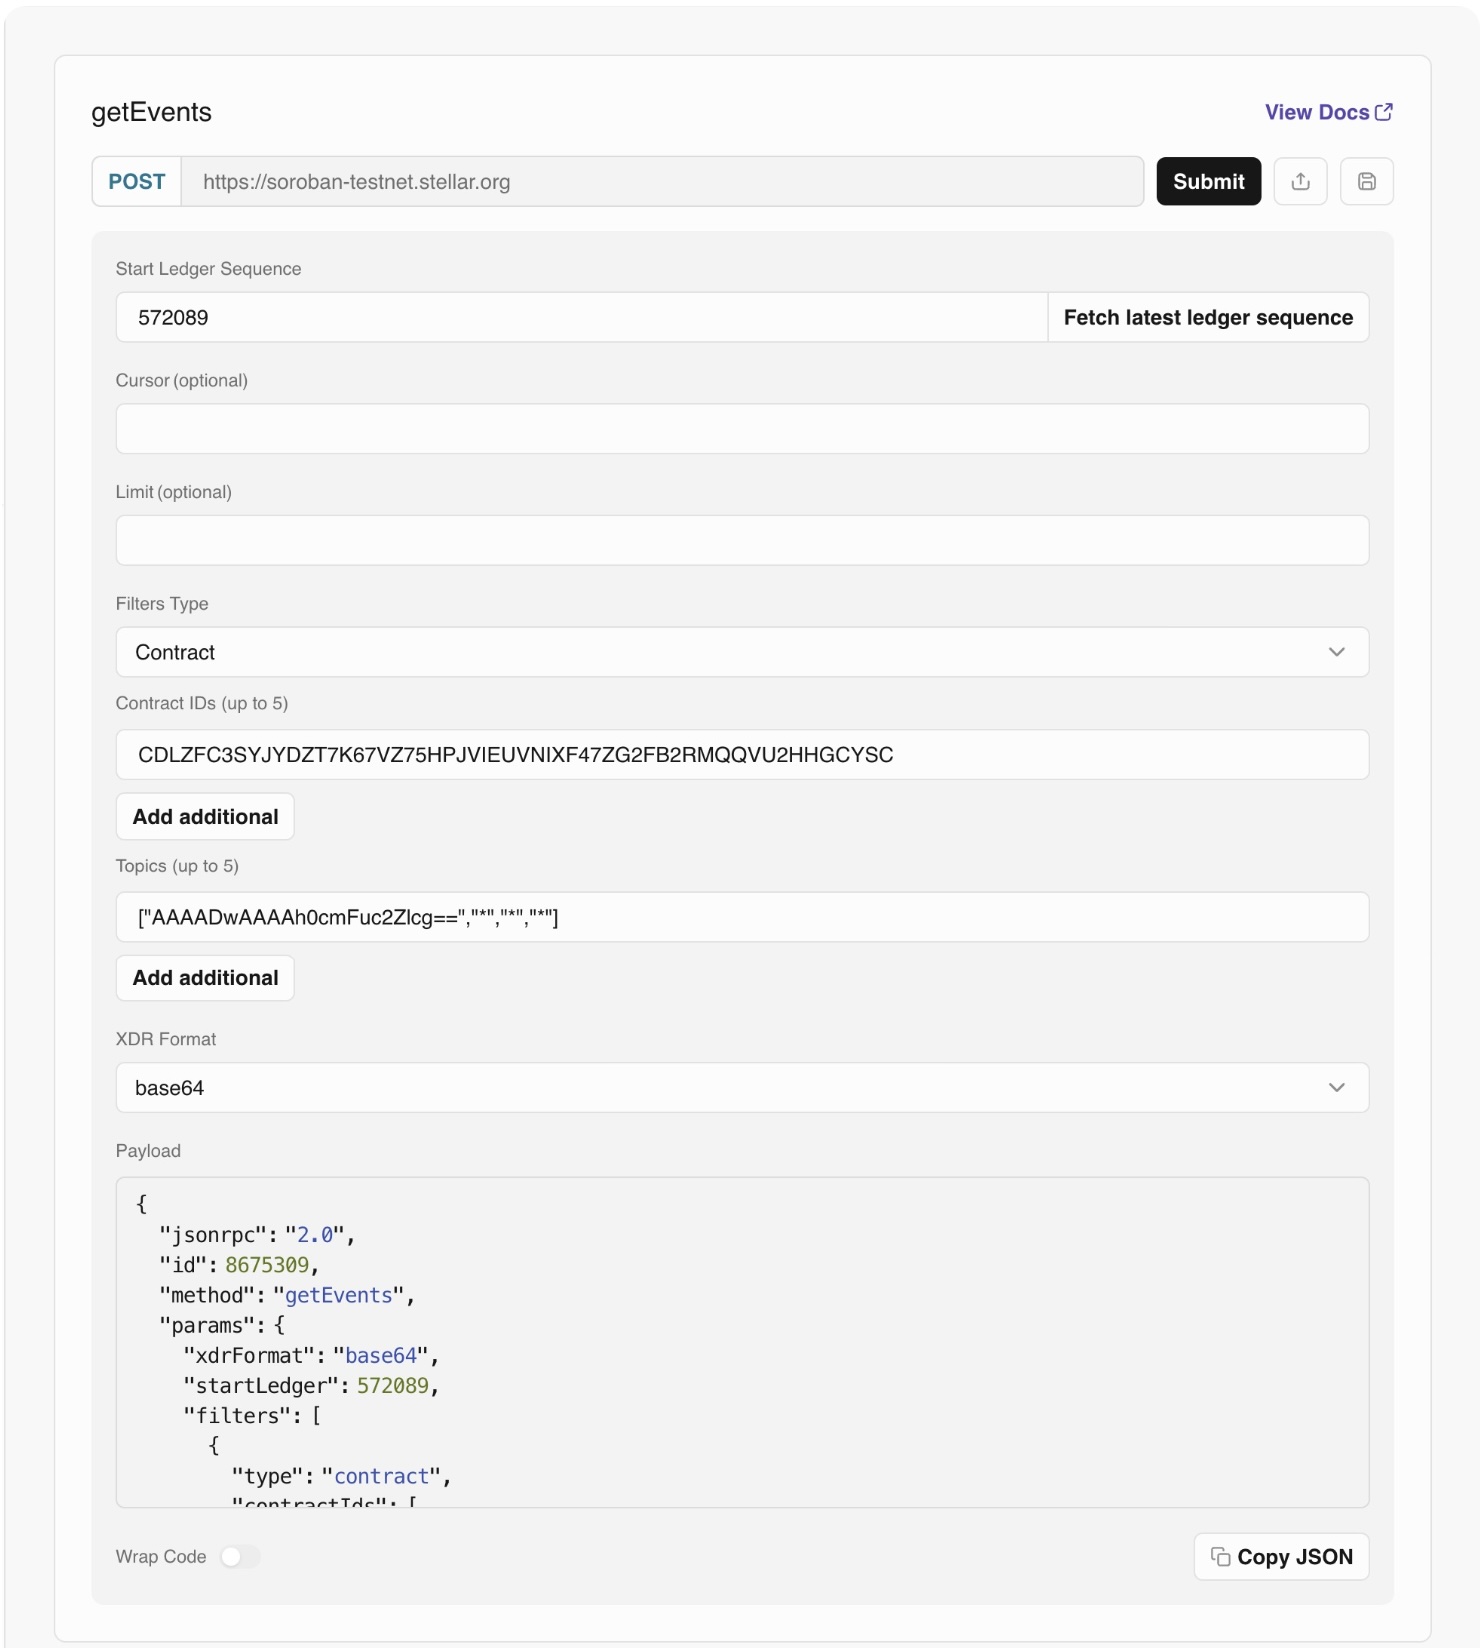 getEvents
View Docs
POST
https://soroban-testnet.stellar.org
Submit
Start Ledger Sequence
572089
Fetch latest ledger sequence
Cursor (optional)
Limit (optional)
Filters Type
Contract
Contract IDs (up to 5)
CDLZFC3SYJYDZT7K67VZ75HPJVIEUVNIXF47ZG2FB2RMQQVU2HHGCYSC
Add additional
Topics (up to 5)
["AAAADwAAAAh0cmFuc2Zlcg==","*","*","*"]
Add additional
XDR Format
base64
Payload
{
"jsonrpc": "2.0",
"id": 8675309,
"method": "getEvents",
"params": {
"xdrFormat": "base64",
"startLedger": 572089,
"filters": [
{
"type": "contract",
"contractIds": [
Wrap Code
Copy JSON